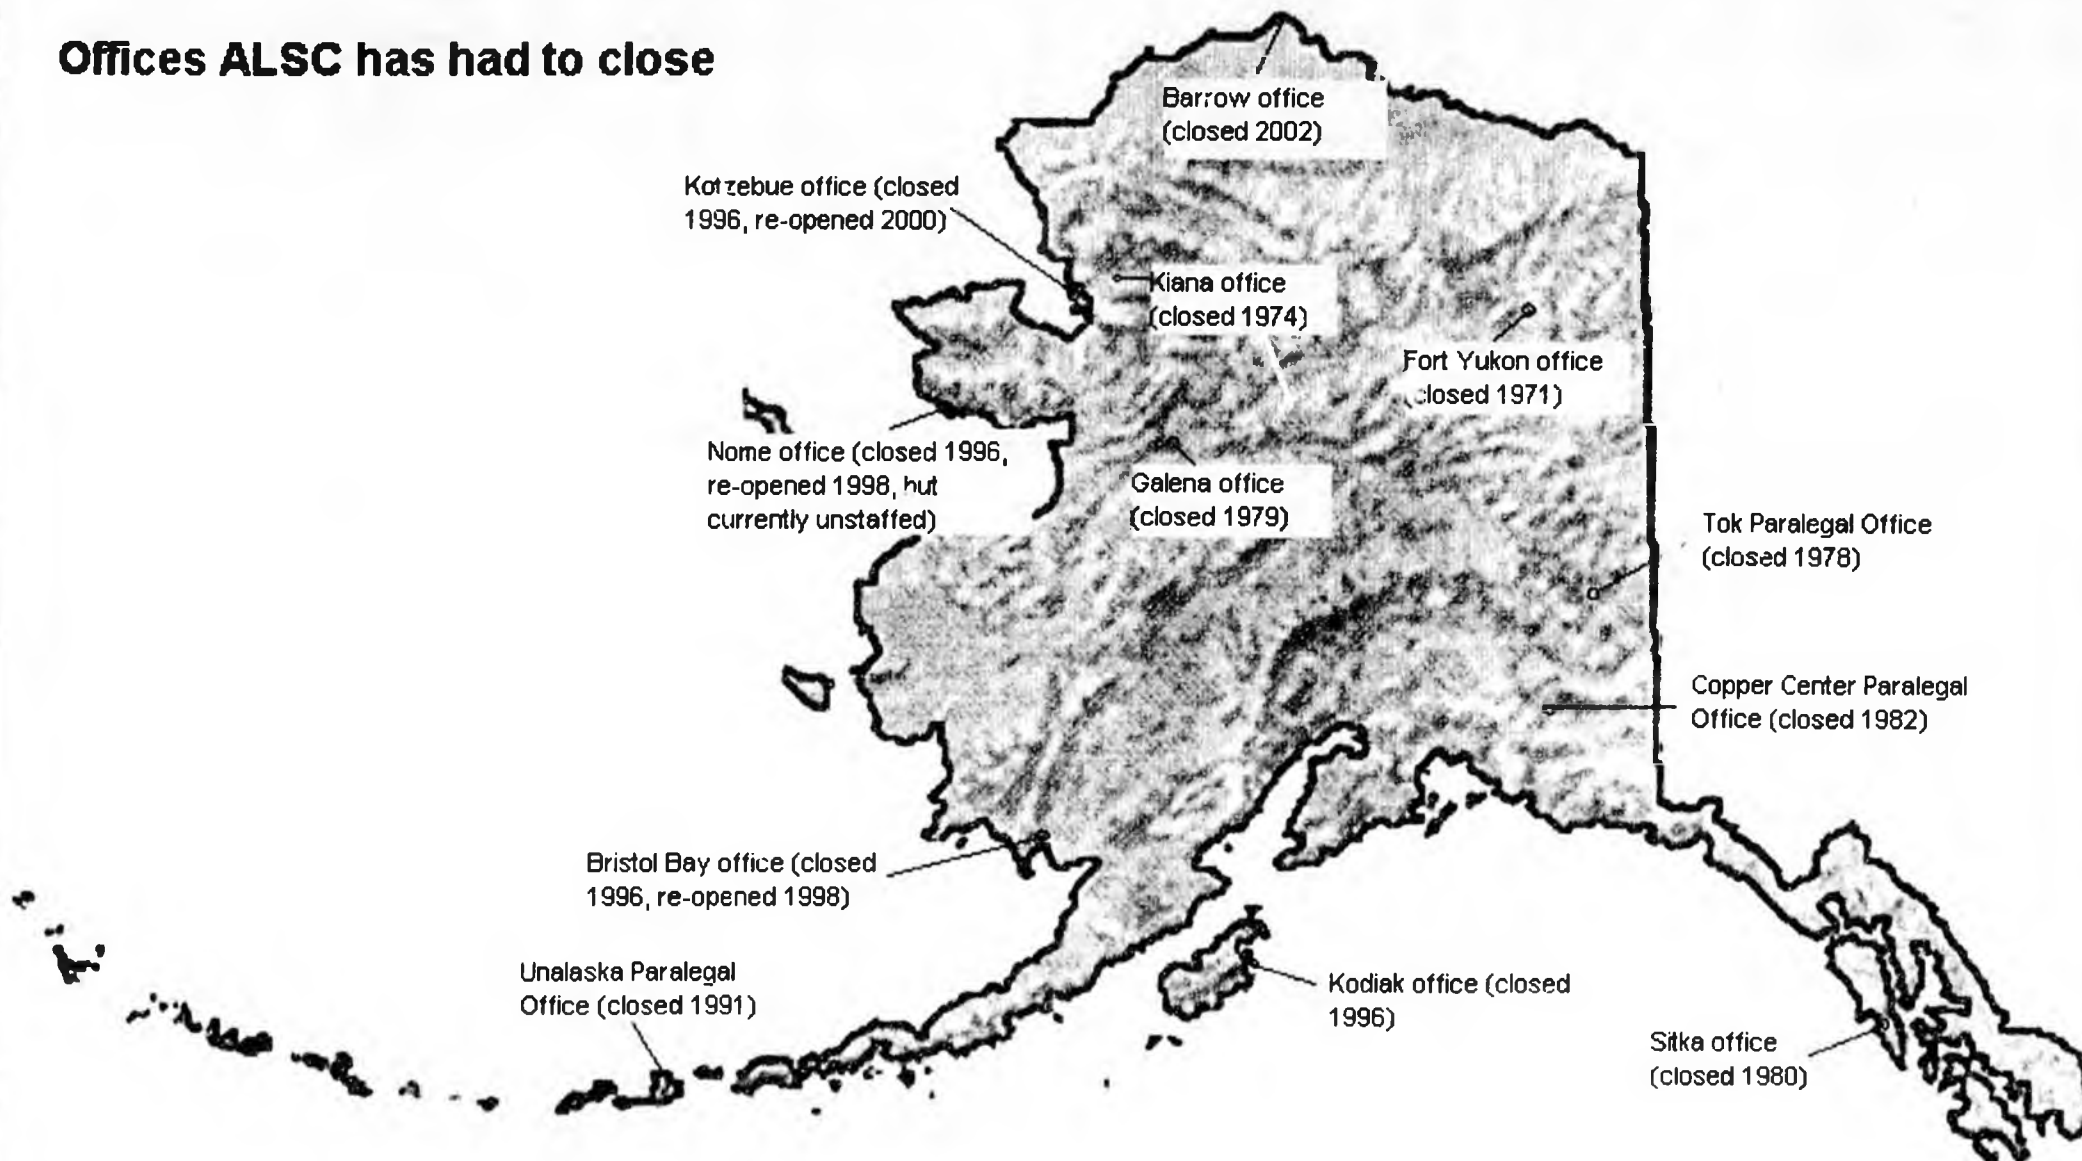 Offices ALSC has had to close
Barrow office
(closed 2002)
Kotzebue office (closed
1996, re-opened 2000)
Kiana office
(closed 1974)
Fort Yukon office
(closed 1971)
Nome office (closed 1996,
re-opened 1998, but
currently unstaffed)
Galena office
(closed 1979)
Tok Paralegal Office
(closed 1978)
Copper Center Paralegal
Office (closed 1982)
Bristol Bay office (closed
1996, re-opened 1998)
Unalaska Paralegal
Office (closed 1991)
Kodiak office (closed
1996)
Sitka office
(closed 1980)